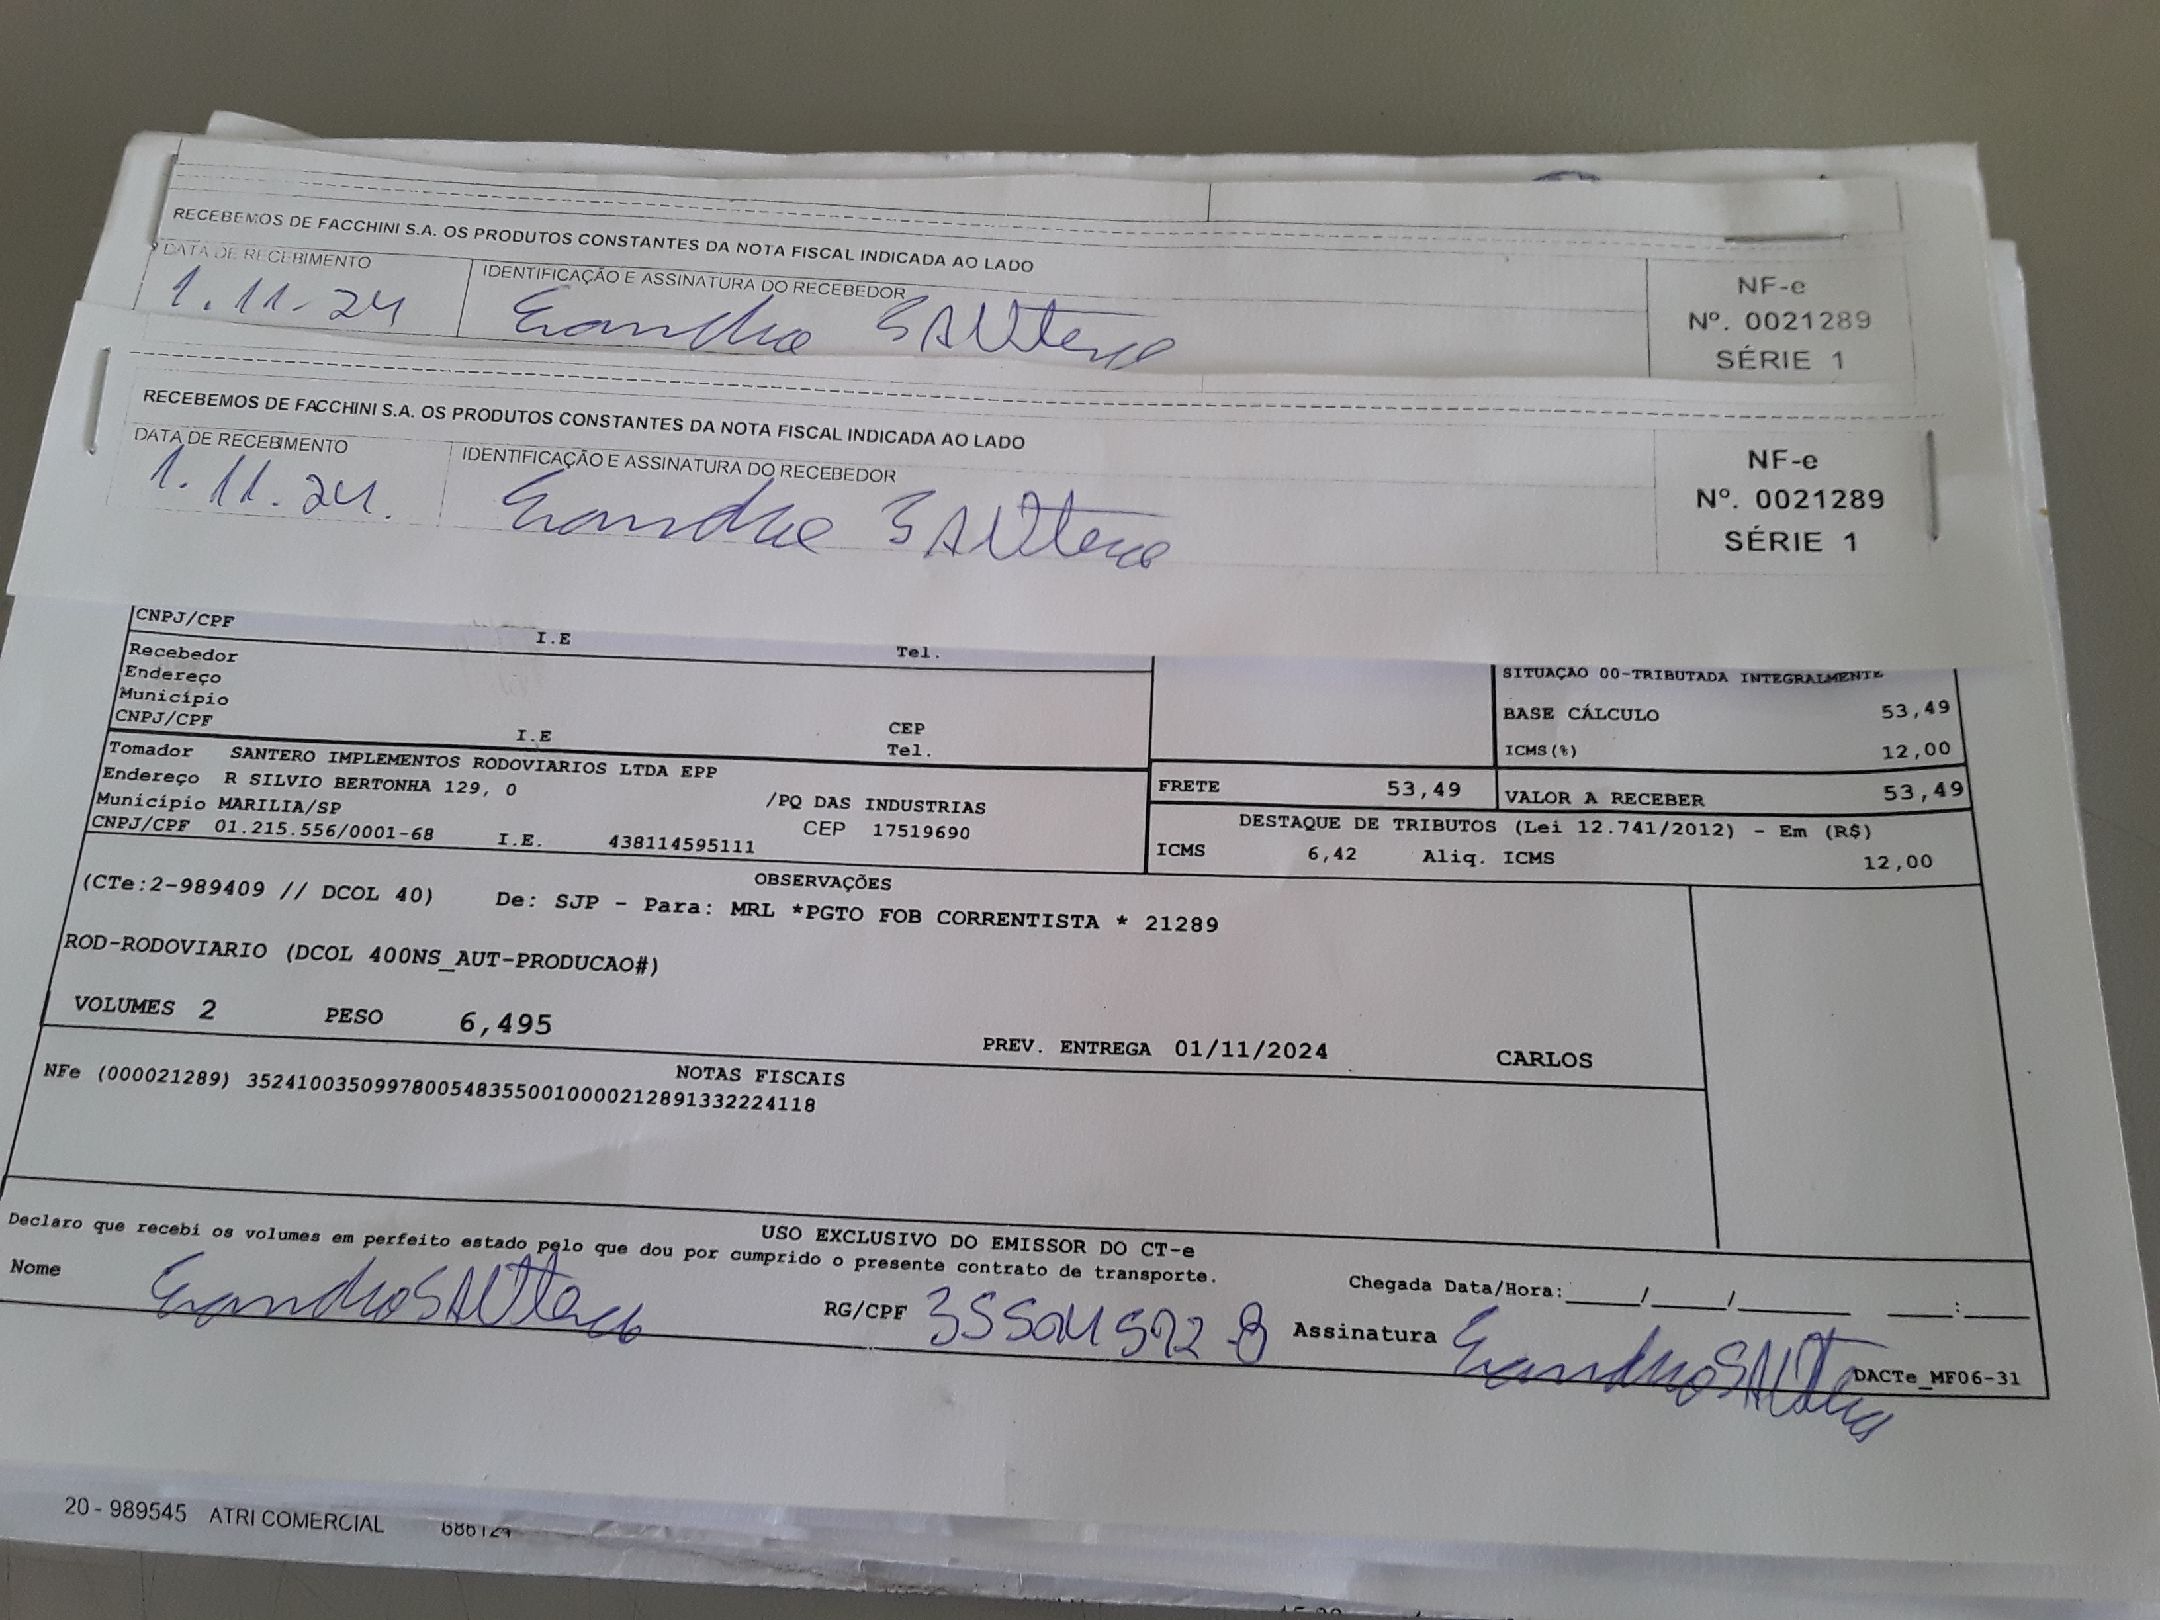 RECEBEMOS DE FACCHINI S.A. OS PRODUTOS CONSTANTES DA NOTA FISCAL INDICADA AO LADO
DATA DE RECEBIMENTO IDENTIFICAÇÃO E ASSINATURA DO RECEBEDOR
1.11.24
NF-e
Nº. 0021289
SÉRIE 1
RECEBEMOS DE FACCHINI S.A. OS PRODUTOS CONSTANTES DA NOTA FISCAL INDICADA AO LADO
DATA DE RECEBIMENTO IDENTIFICAÇÃO E ASSINATURA DO RECEBEDOR
1.11.24.
NF-e
Nº. 0021289
SÉRIE 1
CNPJ/CPF I.E Tel.
Recebedor
Endereço
Município CEP
CNPJ/CPF I.E Tel.
Tomador SANTERO IMPLEMENTOS RODOVIARIOS LTDA EPP
Endereço R SILVIO BERTONHA 129, 0 /PQ DAS INDUSTRIAS
Município MARILIA/SP CEP 17519690
CNPJ/CPF 01.215.556/0001-68 I.E. 438114595111
SITUAÇÃO 00-TRIBUTADA INTEGRALMENTE
BASE CÁLCULO 53,49
ICMS(%) 12,00
FRETE 53,49 VALOR A RECEBER 53,49
DESTAQUE DE TRIBUTOS (Lei 12.741/2012) - Em (R$)
ICMS 6,42 Aliq. ICMS 12,00
OBSERVAÇÕES
(CTe:2-989409 // DCOL 40) De: SJP - Para: MRL *PGTO FOB CORRENTISTA * 21289
ROD-RODOVIARIO (DCOL 400NS_AUT-PRODUCAO#)
VOLUMES 2 PESO 6,495 PREV. ENTREGA 01/11/2024 CARLOS
NOTAS FISCAIS
NFe (000021289) 35241003509978005483550010000212891332224118
USO EXCLUSIVO DO EMISSOR DO CT-e
Declaro que recebi os volumes em perfeito estado pelo que dou por cumprido o presente contrato de transporte.
Chegada Data/Hora:_____/_____/_______ ____:____
Nome RG/CPF Assinatura
DACTe_MF06-31
20 - 989545 ATRI COMERCIAL 686124